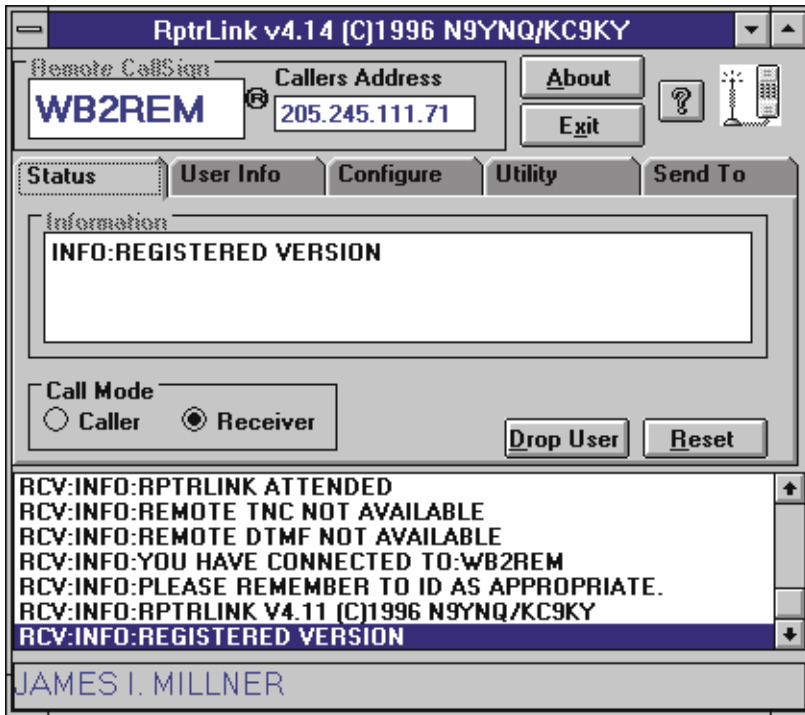 RptrLink v4.14 (C)1996 N9YNQ/KC9KY
Remote CallSign
WB2REM
®
Callers Address
205.245.111.71
About
Exit
?
Status
User Info
Configure
Utility
Send To
Information
INFO:REGISTERED VERSION
Call Mode
Caller
Receiver
Drop User
Reset
RCV:INFO:RPTRLINK ATTENDED
RCV:INFO:REMOTE TNC NOT AVAILABLE
RCV:INFO:REMOTE DTMF NOT AVAILABLE
RCV:INFO:YOU HAVE CONNECTED TO:WB2REM
RCV:INFO:PLEASE REMEMBER TO ID AS APPROPRIATE.
RCV:INFO:RPTRLINK V4.11 (C)1996 N9YNQ/KC9KY
RCV:INFO:REGISTERED VERSION
JAMES I. MILLNER